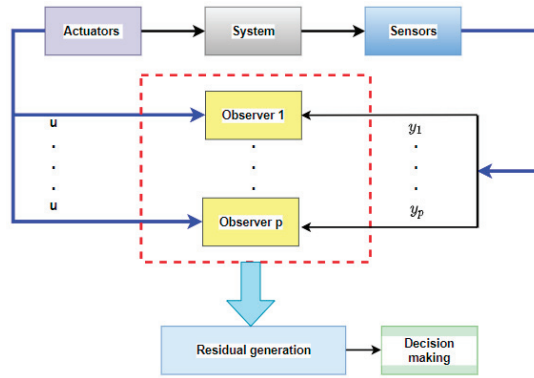 Actuators
System
Sensors
Observer 1
u
y₁
.
.
.
.
.
.
.
.
.
u
Observer p
yₚ
Residual generation
Decision
making